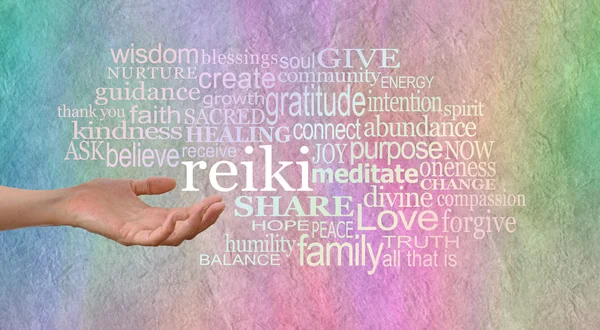 wisdom blessings soul GIVE
NURTURE create community ENERGY
guidance growth gratitude intention spirit
thank you faith SACRED
kindness HEALING connect abundance
ASK believe receive JOY purpose NOW
reiki meditate oneness
CHANGE
SHARE divine compassion
HOPE PEACE Love forgive
humility family TRUTH
BALANCE all that is